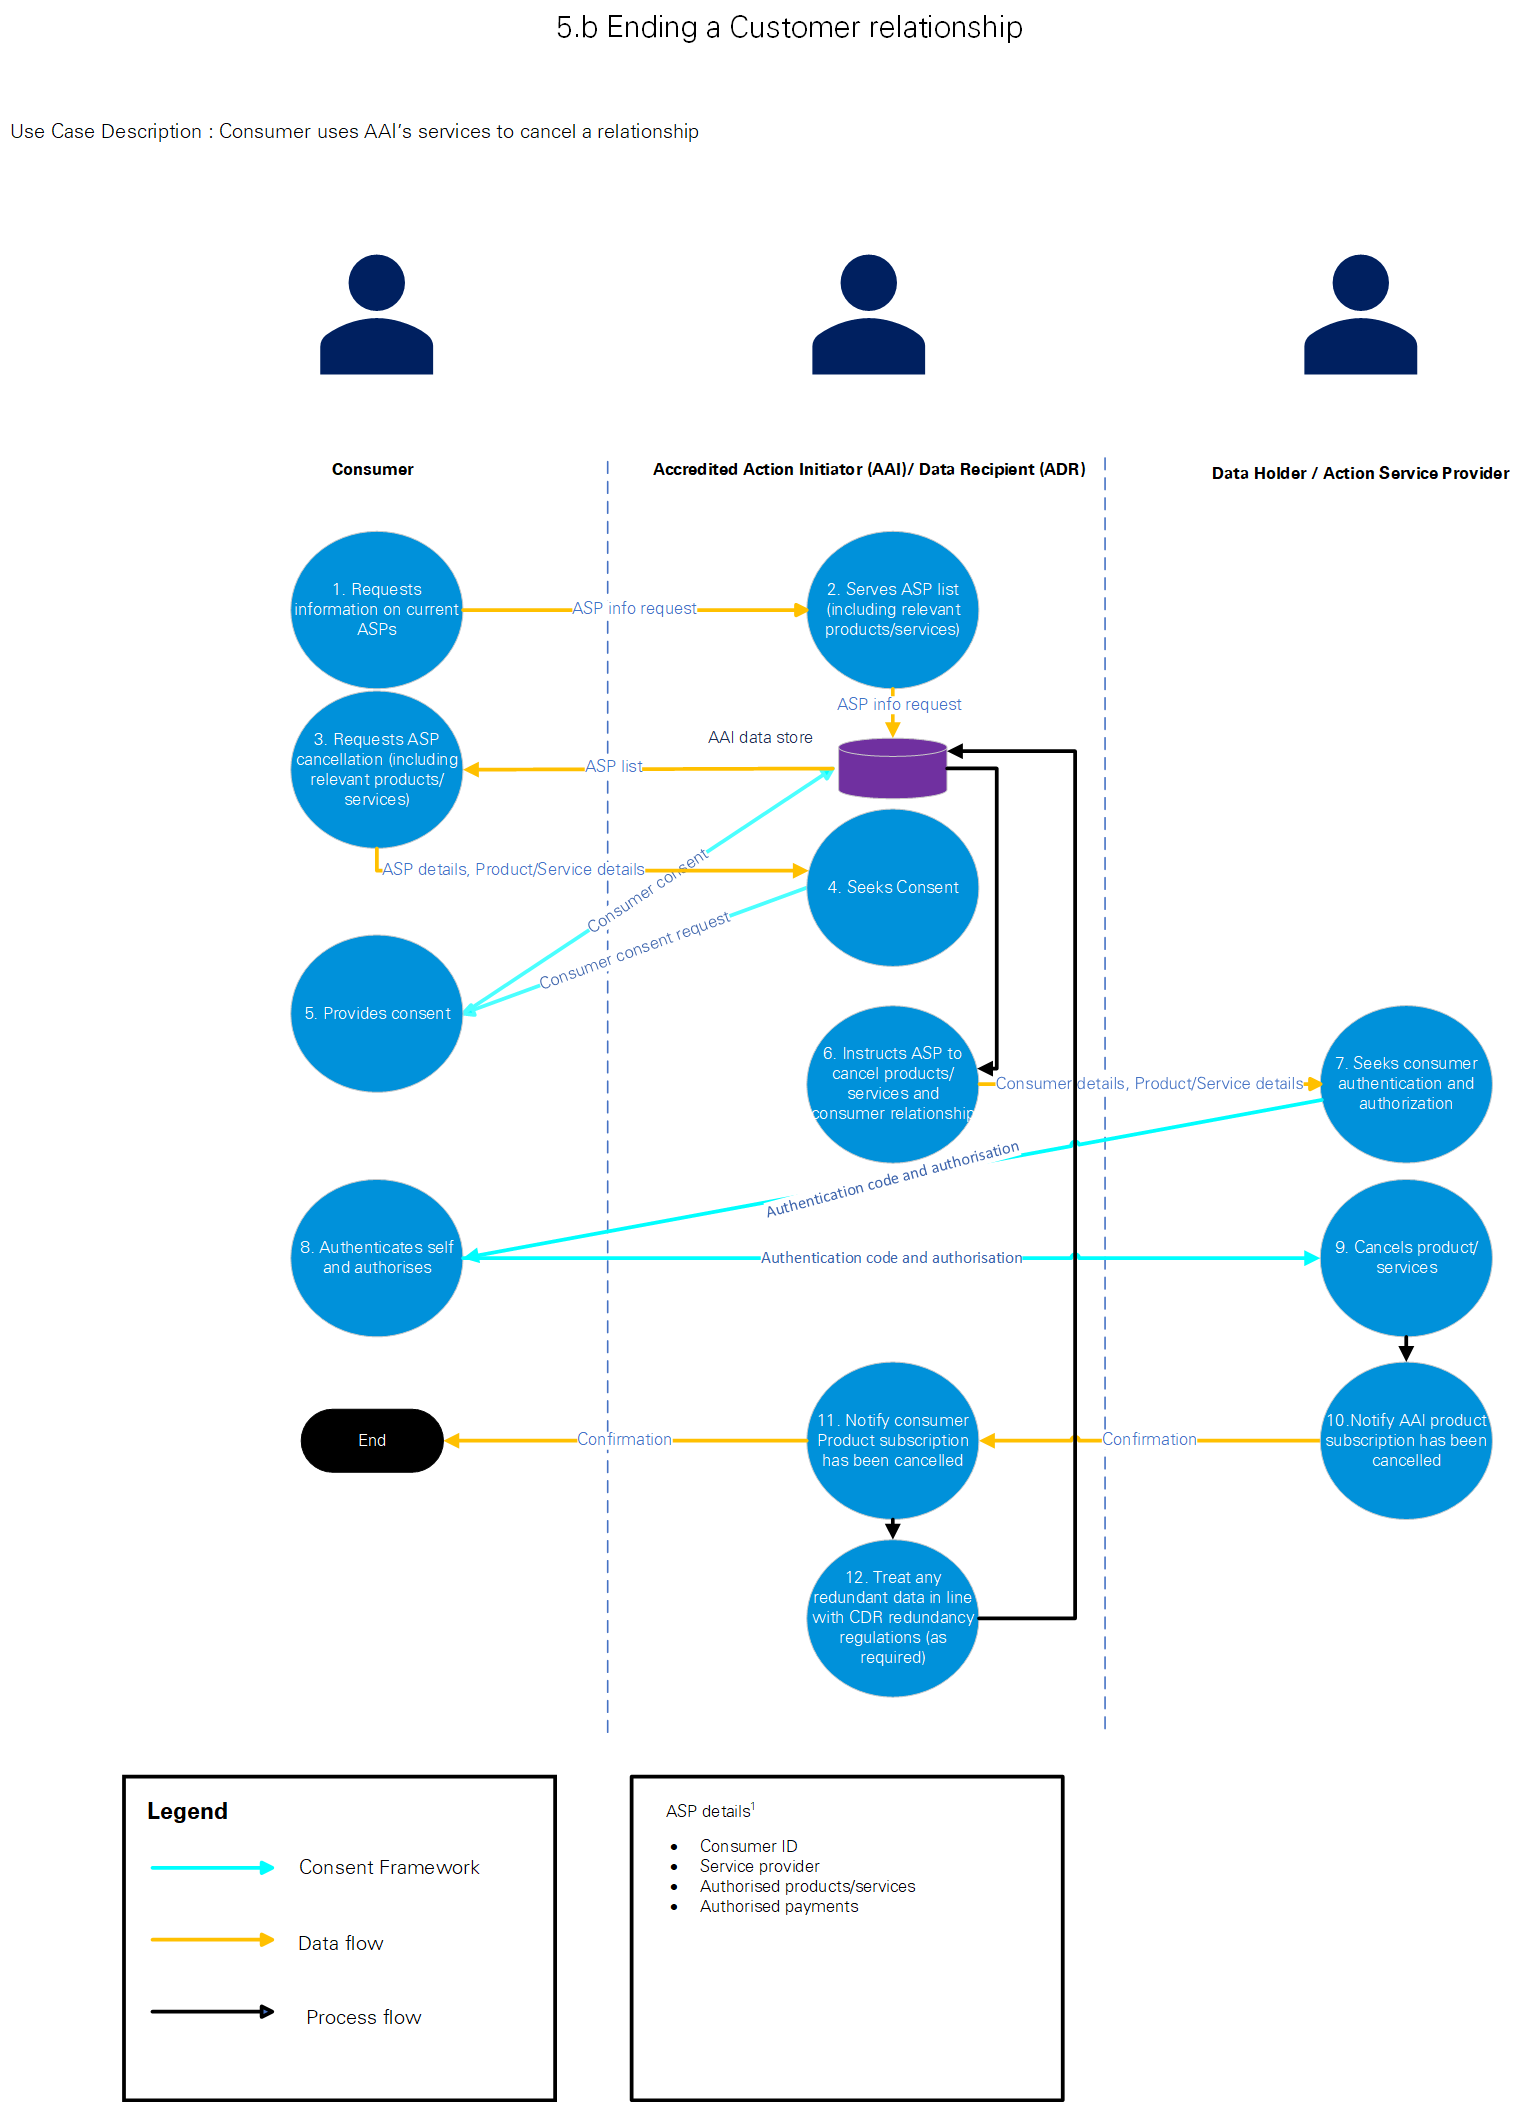 5.b Ending a Customer relationship
Use Case Description : Consumer uses AAI's services to cancel a relationship
Consumer
Accredited Action Initiator (AAI)/ Data Recipient (ADR)
Data Holder / Action Service Provider
1. Requests
information on current
ASPs
ASP info request
2. Serves ASP list
(including relevant
products/services)
ASP info request
AAI data store
3. Requests ASP
cancellation (including
relevant products/
services)
ASP list
ASP details, Product/Service details
Consumer consent
4. Seeks Consent
Consumer consent request
5. Provides consent
6. Instructs ASP to
cancel products/
services and
consumer relationship
Consumer details, Product/Service details
7. Seeks consumer
authentication and
authorization
Authentication code and authorisation
8. Authenticates self
and authorises
Authentication code and authorisation
9. Cancels product/
services
End
Confirmation
11. Notify consumer
Product subscription
has been cancelled
Confirmation
10.Notify AAI product
subscription has been
cancelled
12. Treat any
redundant data in line
with CDR redundancy
regulations (as
required)
Legend
Consent Framework
Data flow
Process flow
ASP details1
• Consumer ID
• Service provider
• Authorised products/services
• Authorised payments